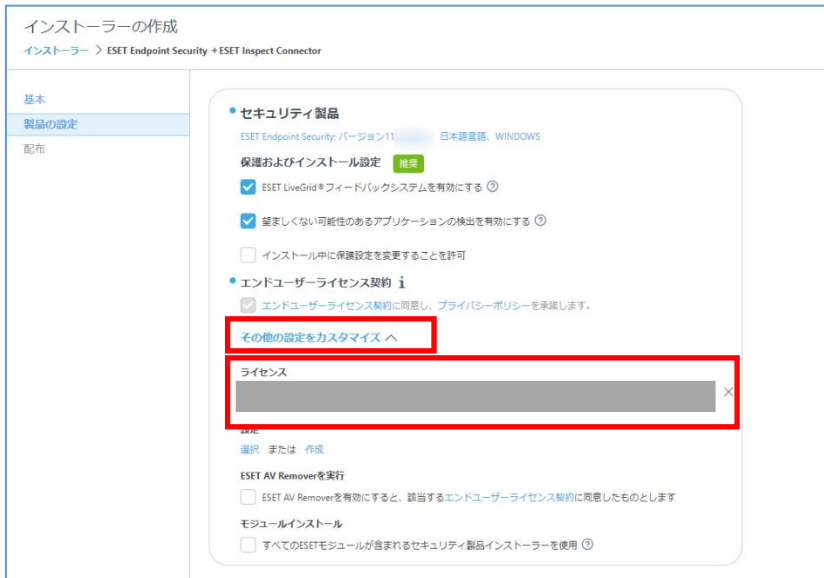 インストーラーの作成
インストーラー > ESET Endpoint Security + ESET Inspect Connector
基本
製品の設定
配布
セキュリティ製品
ESET Endpoint Security: バージョン11 日本語言語、WINDOWS
保護およびインストール設定 推奨
ESET LiveGrid®フィードバックシステムを有効にする ?
望ましくない可能性のあるアプリケーションの検出を有効にする ?
インストール中に保護設定を変更することを許可
エンドユーザーライセンス契約 i
エンドユーザーライセンス契約に同意し、プライバシーポリシーを承諾します。
その他の設定をカスタマイズ
ライセンス
設定
選択 または 作成
ESET AV Removerを実行
ESET AV Removerを有効にすると、該当するエンドユーザーライセンス契約に同意したものとします
モジュールインストール
すべてのESETモジュールが含まれるセキュリティ製品インストーラーを使用 ?